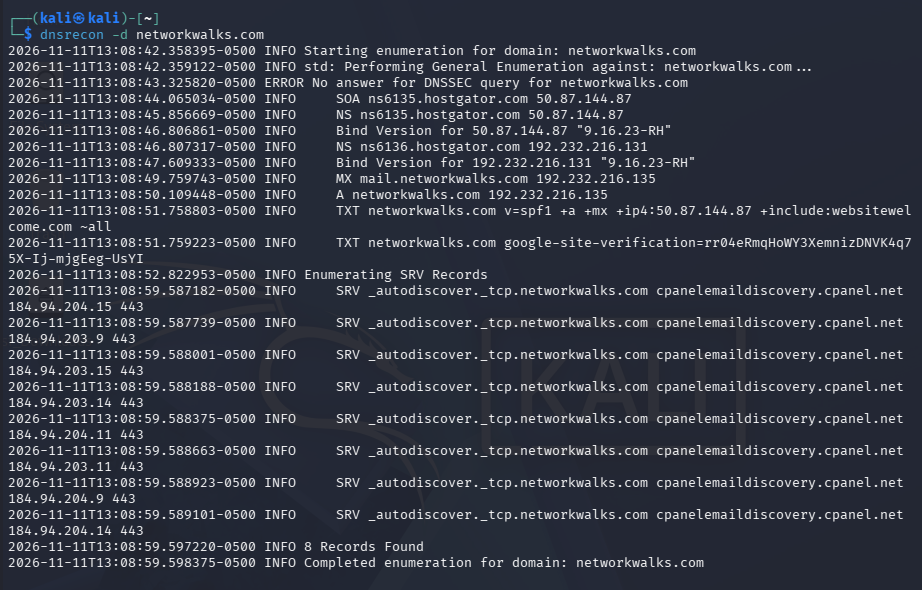 ┌──(kali㉿kali)-[~]
└─$ dnsrecon -d networkwalks.com
2026-11-11T13:08:42.358395-0500 INFO Starting enumeration for domain: networkwalks.com
2026-11-11T13:08:42.359122-0500 INFO std: Performing General Enumeration against: networkwalks.com...
2026-11-11T13:08:43.325820-0500 ERROR No answer for DNSSEC query for networkwalks.com
2026-11-11T13:08:44.065034-0500 INFO     SOA ns6135.hostgator.com 50.87.144.87
2026-11-11T13:08:45.856669-0500 INFO     NS ns6135.hostgator.com 50.87.144.87
2026-11-11T13:08:46.806861-0500 INFO     Bind Version for 50.87.144.87 "9.16.23-RH"
2026-11-11T13:08:46.807317-0500 INFO     NS ns6136.hostgator.com 192.232.216.131
2026-11-11T13:08:47.609333-0500 INFO     Bind Version for 192.232.216.131 "9.16.23-RH"
2026-11-11T13:08:49.759743-0500 INFO     MX mail.networkwalks.com 192.232.216.135
2026-11-11T13:08:50.109448-0500 INFO     A networkwalks.com 192.232.216.135
2026-11-11T13:08:51.758803-0500 INFO     TXT networkwalks.com v=spf1 +a +mx +ip4:50.87.144.87 +include:websitewel
come.com ~all
2026-11-11T13:08:51.759223-0500 INFO     TXT networkwalks.com google-site-verification=rr04eRmqHoWY3XemnizDNVK4q7
5X-Ij-mjgEeg-UsYI
2026-11-11T13:08:52.822953-0500 INFO Enumerating SRV Records
2026-11-11T13:08:59.587182-0500 INFO     SRV _autodiscover._tcp.networkwalks.com cpanelemaildiscovery.cpanel.net
184.94.204.15 443
2026-11-11T13:08:59.587739-0500 INFO     SRV _autodiscover._tcp.networkwalks.com cpanelemaildiscovery.cpanel.net
184.94.203.9 443
2026-11-11T13:08:59.588001-0500 INFO     SRV _autodiscover._tcp.networkwalks.com cpanelemaildiscovery.cpanel.net
184.94.203.15 443
2026-11-11T13:08:59.588188-0500 INFO     SRV _autodiscover._tcp.networkwalks.com cpanelemaildiscovery.cpanel.net
184.94.203.14 443
2026-11-11T13:08:59.588375-0500 INFO     SRV _autodiscover._tcp.networkwalks.com cpanelemaildiscovery.cpanel.net
184.94.204.11 443
2026-11-11T13:08:59.588663-0500 INFO     SRV _autodiscover._tcp.networkwalks.com cpanelemaildiscovery.cpanel.net
184.94.203.11 443
2026-11-11T13:08:59.588923-0500 INFO     SRV _autodiscover._tcp.networkwalks.com cpanelemaildiscovery.cpanel.net
184.94.204.9 443
2026-11-11T13:08:59.589101-0500 INFO     SRV _autodiscover._tcp.networkwalks.com cpanelemaildiscovery.cpanel.net
184.94.204.14 443
2026-11-11T13:08:59.597220-0500 INFO 8 Records Found
2026-11-11T13:08:59.598375-0500 INFO Completed enumeration for domain: networkwalks.com
KALI